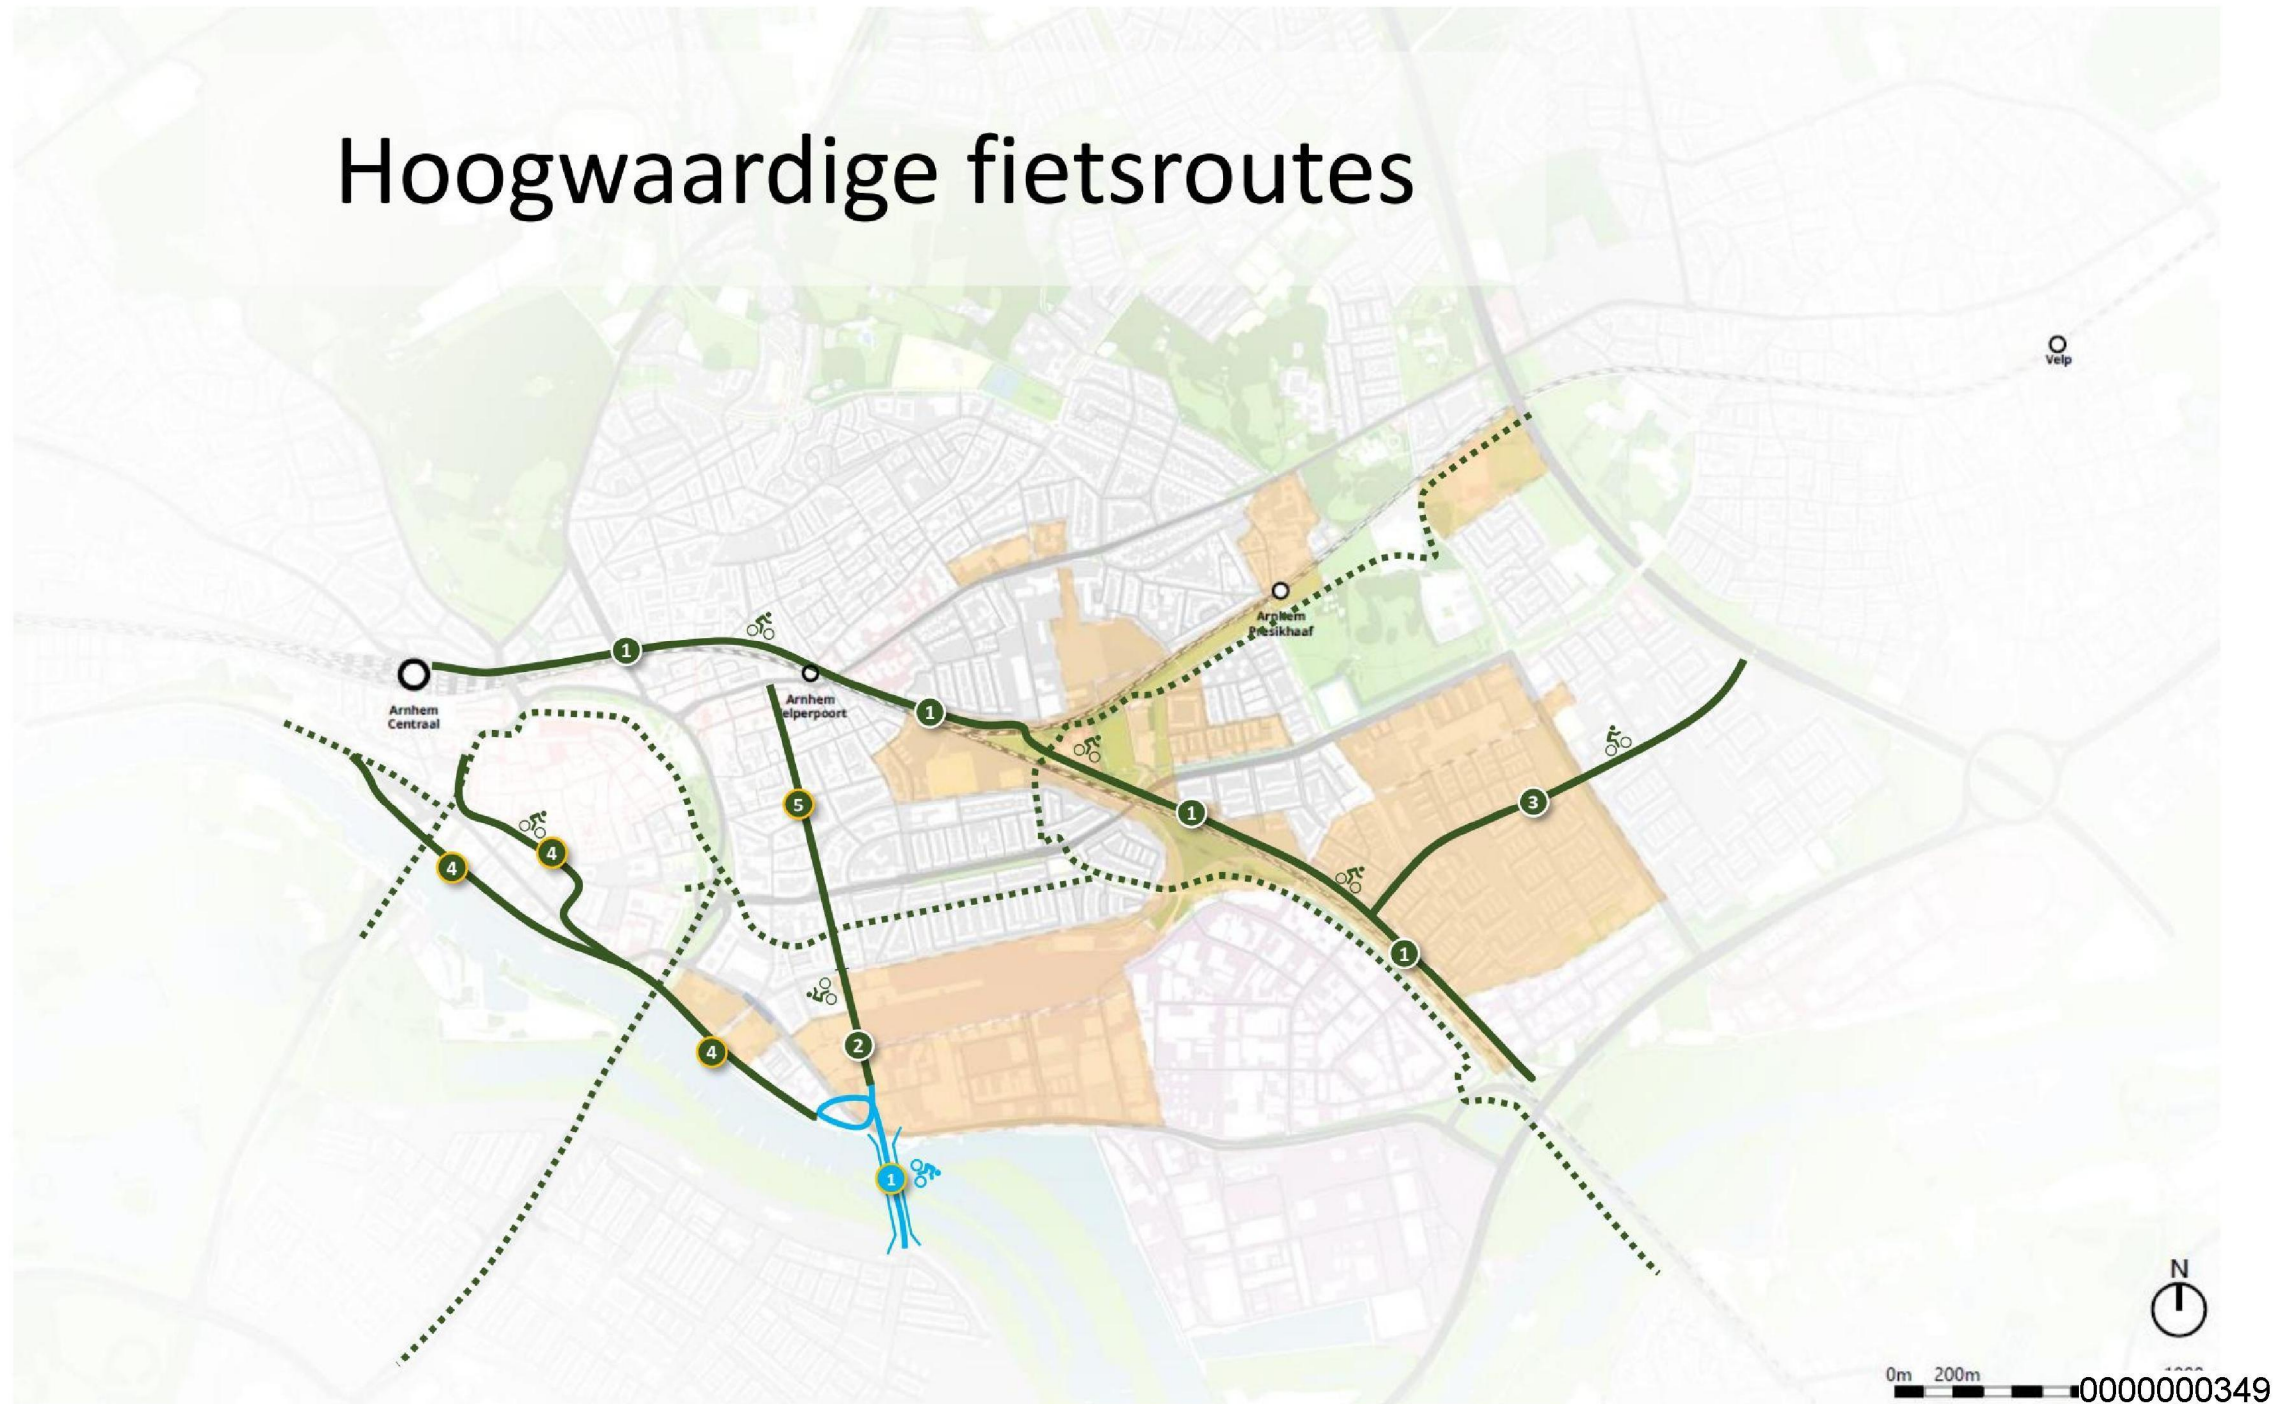 Hoogwaardige fietsroutes
Velp
Arnhem
Presikhaaf
1
Arnhem
Centraal
Arnhem
elperpoort
1
5
1
3
4
4
1
2
4
1
N
0m 200m
0000000349